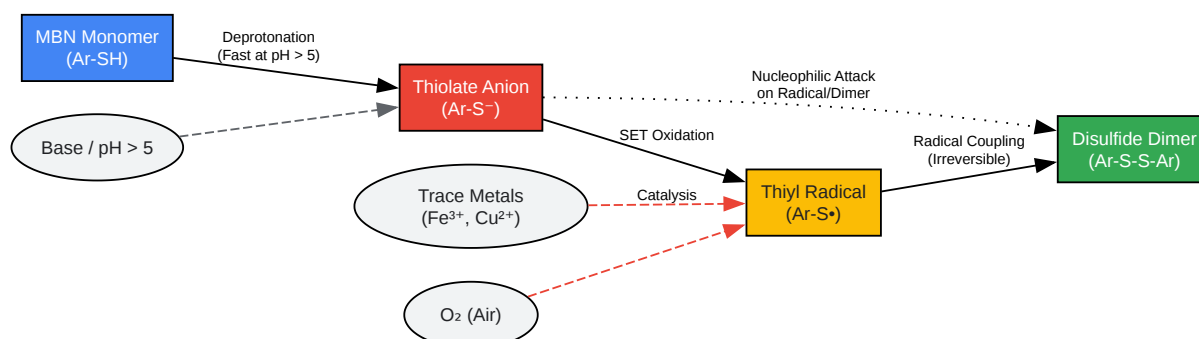 MBN Monomer
(Ar-SH)
Deprotonation
(Fast at pH > 5)
Base / pH > 5
Thiolate Anion
(Ar-S⁻)
Nucleophilic Attack
on Radical/Dimer
SET Oxidation
Trace Metals
(Fe³⁺, Cu²⁺)
Catalysis
O₂ (Air)
Thiyl Radical
(Ar-S•)
Radical Coupling
(Irreversible)
Disulfide Dimer
(Ar-S-S-Ar)